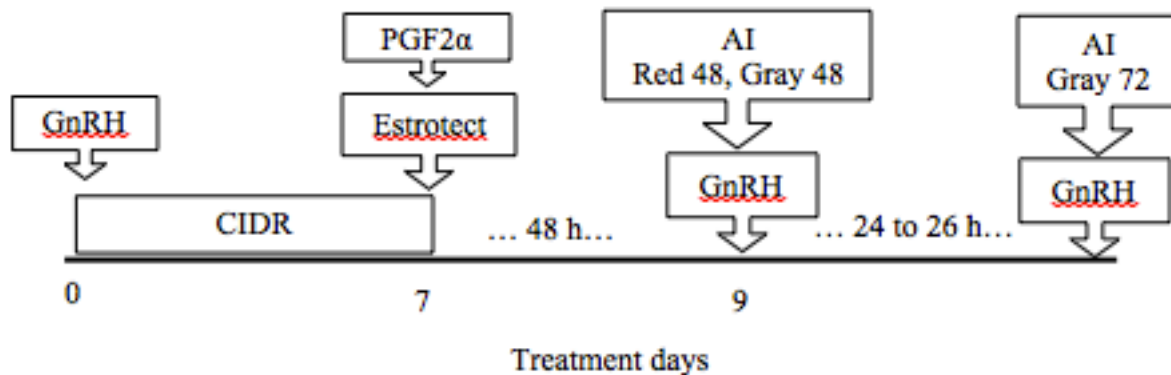 PGF2α
AI
Red 48, Gray 48
AI
Gray 72
GnRH
Estrotect
GnRH
GnRH
CIDR
... 48 h...
... 24 to 26 h...
0
7
9
Treatment days